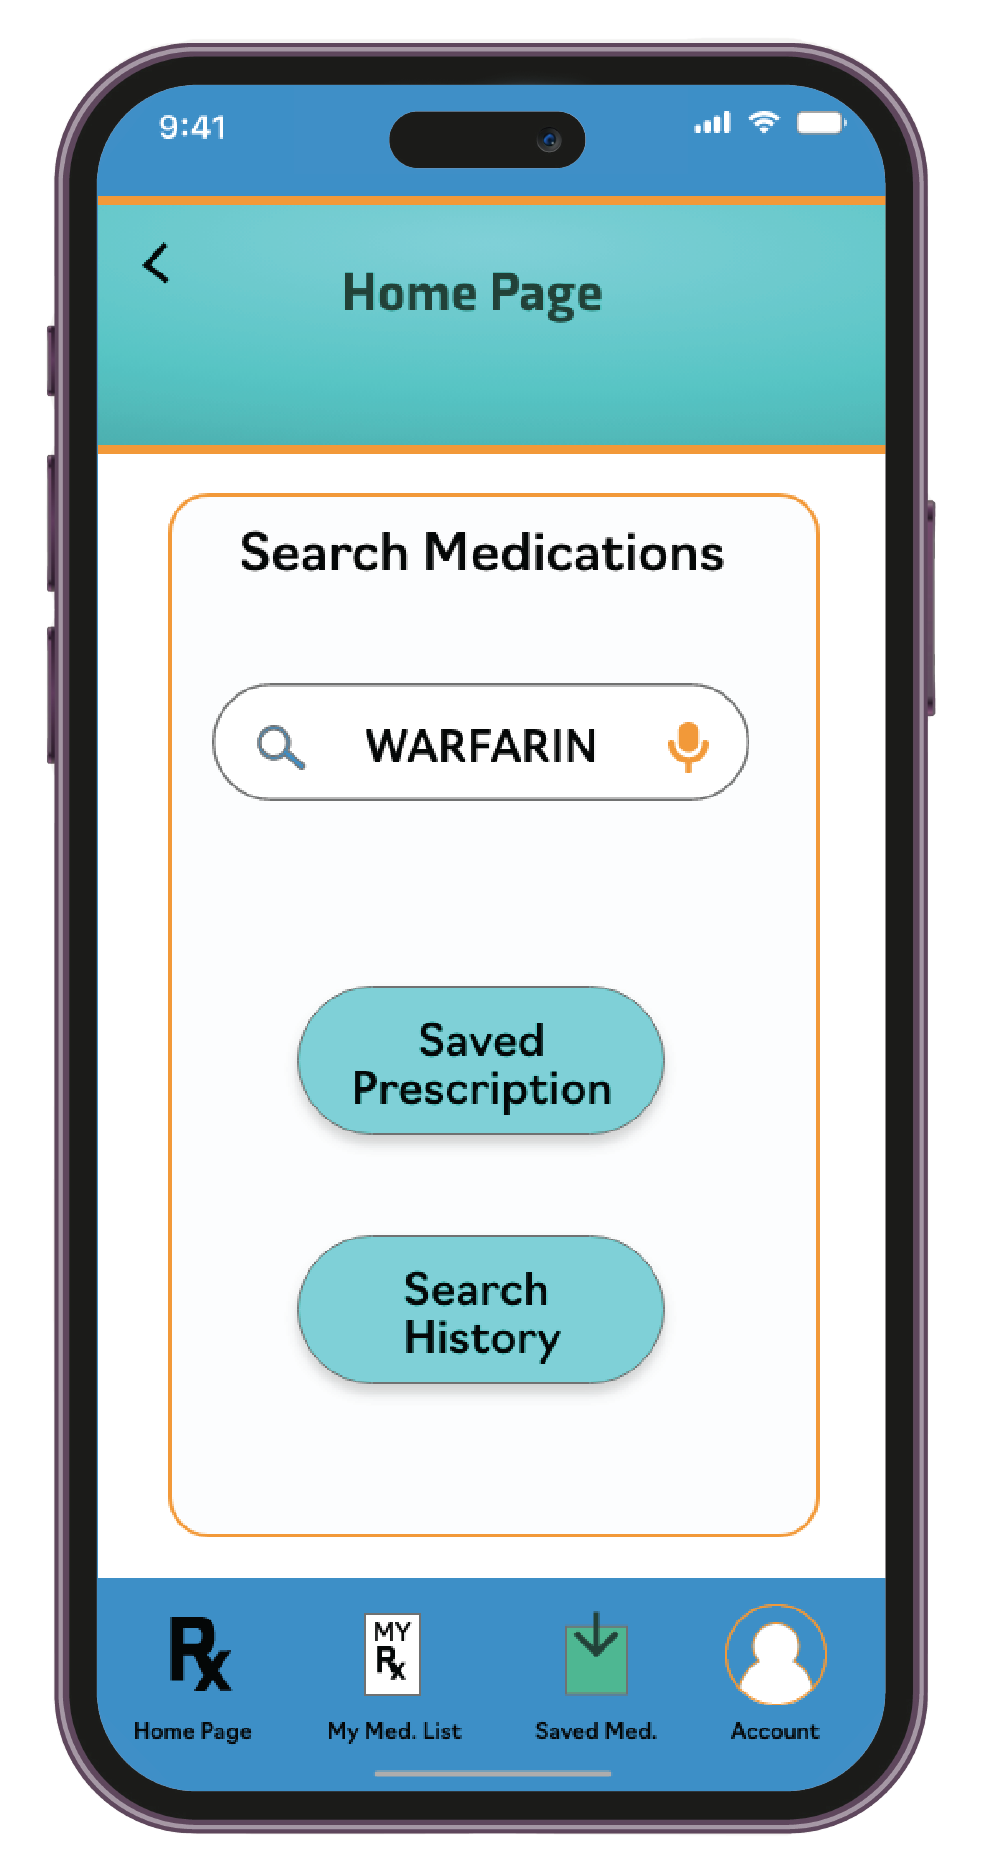 9:41
Home Page
Search Medications
WARFARIN
Saved
Prescription
Search
History
MY
Rx
Rx
Home Page
My Med. List
Saved Med.
Account